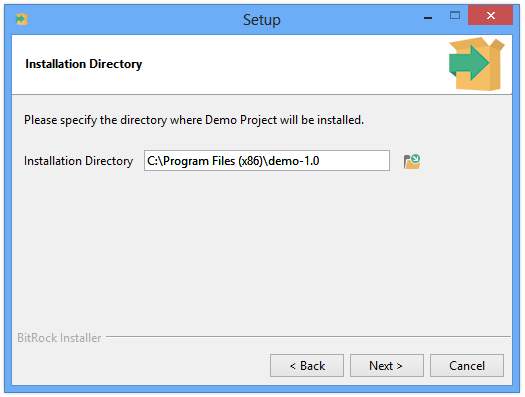 Setup
Installation Directory
Please specify the directory where Demo Project will be installed.
Installation Directory C:\Program Files (x86)\demo-1.0
BitRock Installer
< Back Next > Cancel